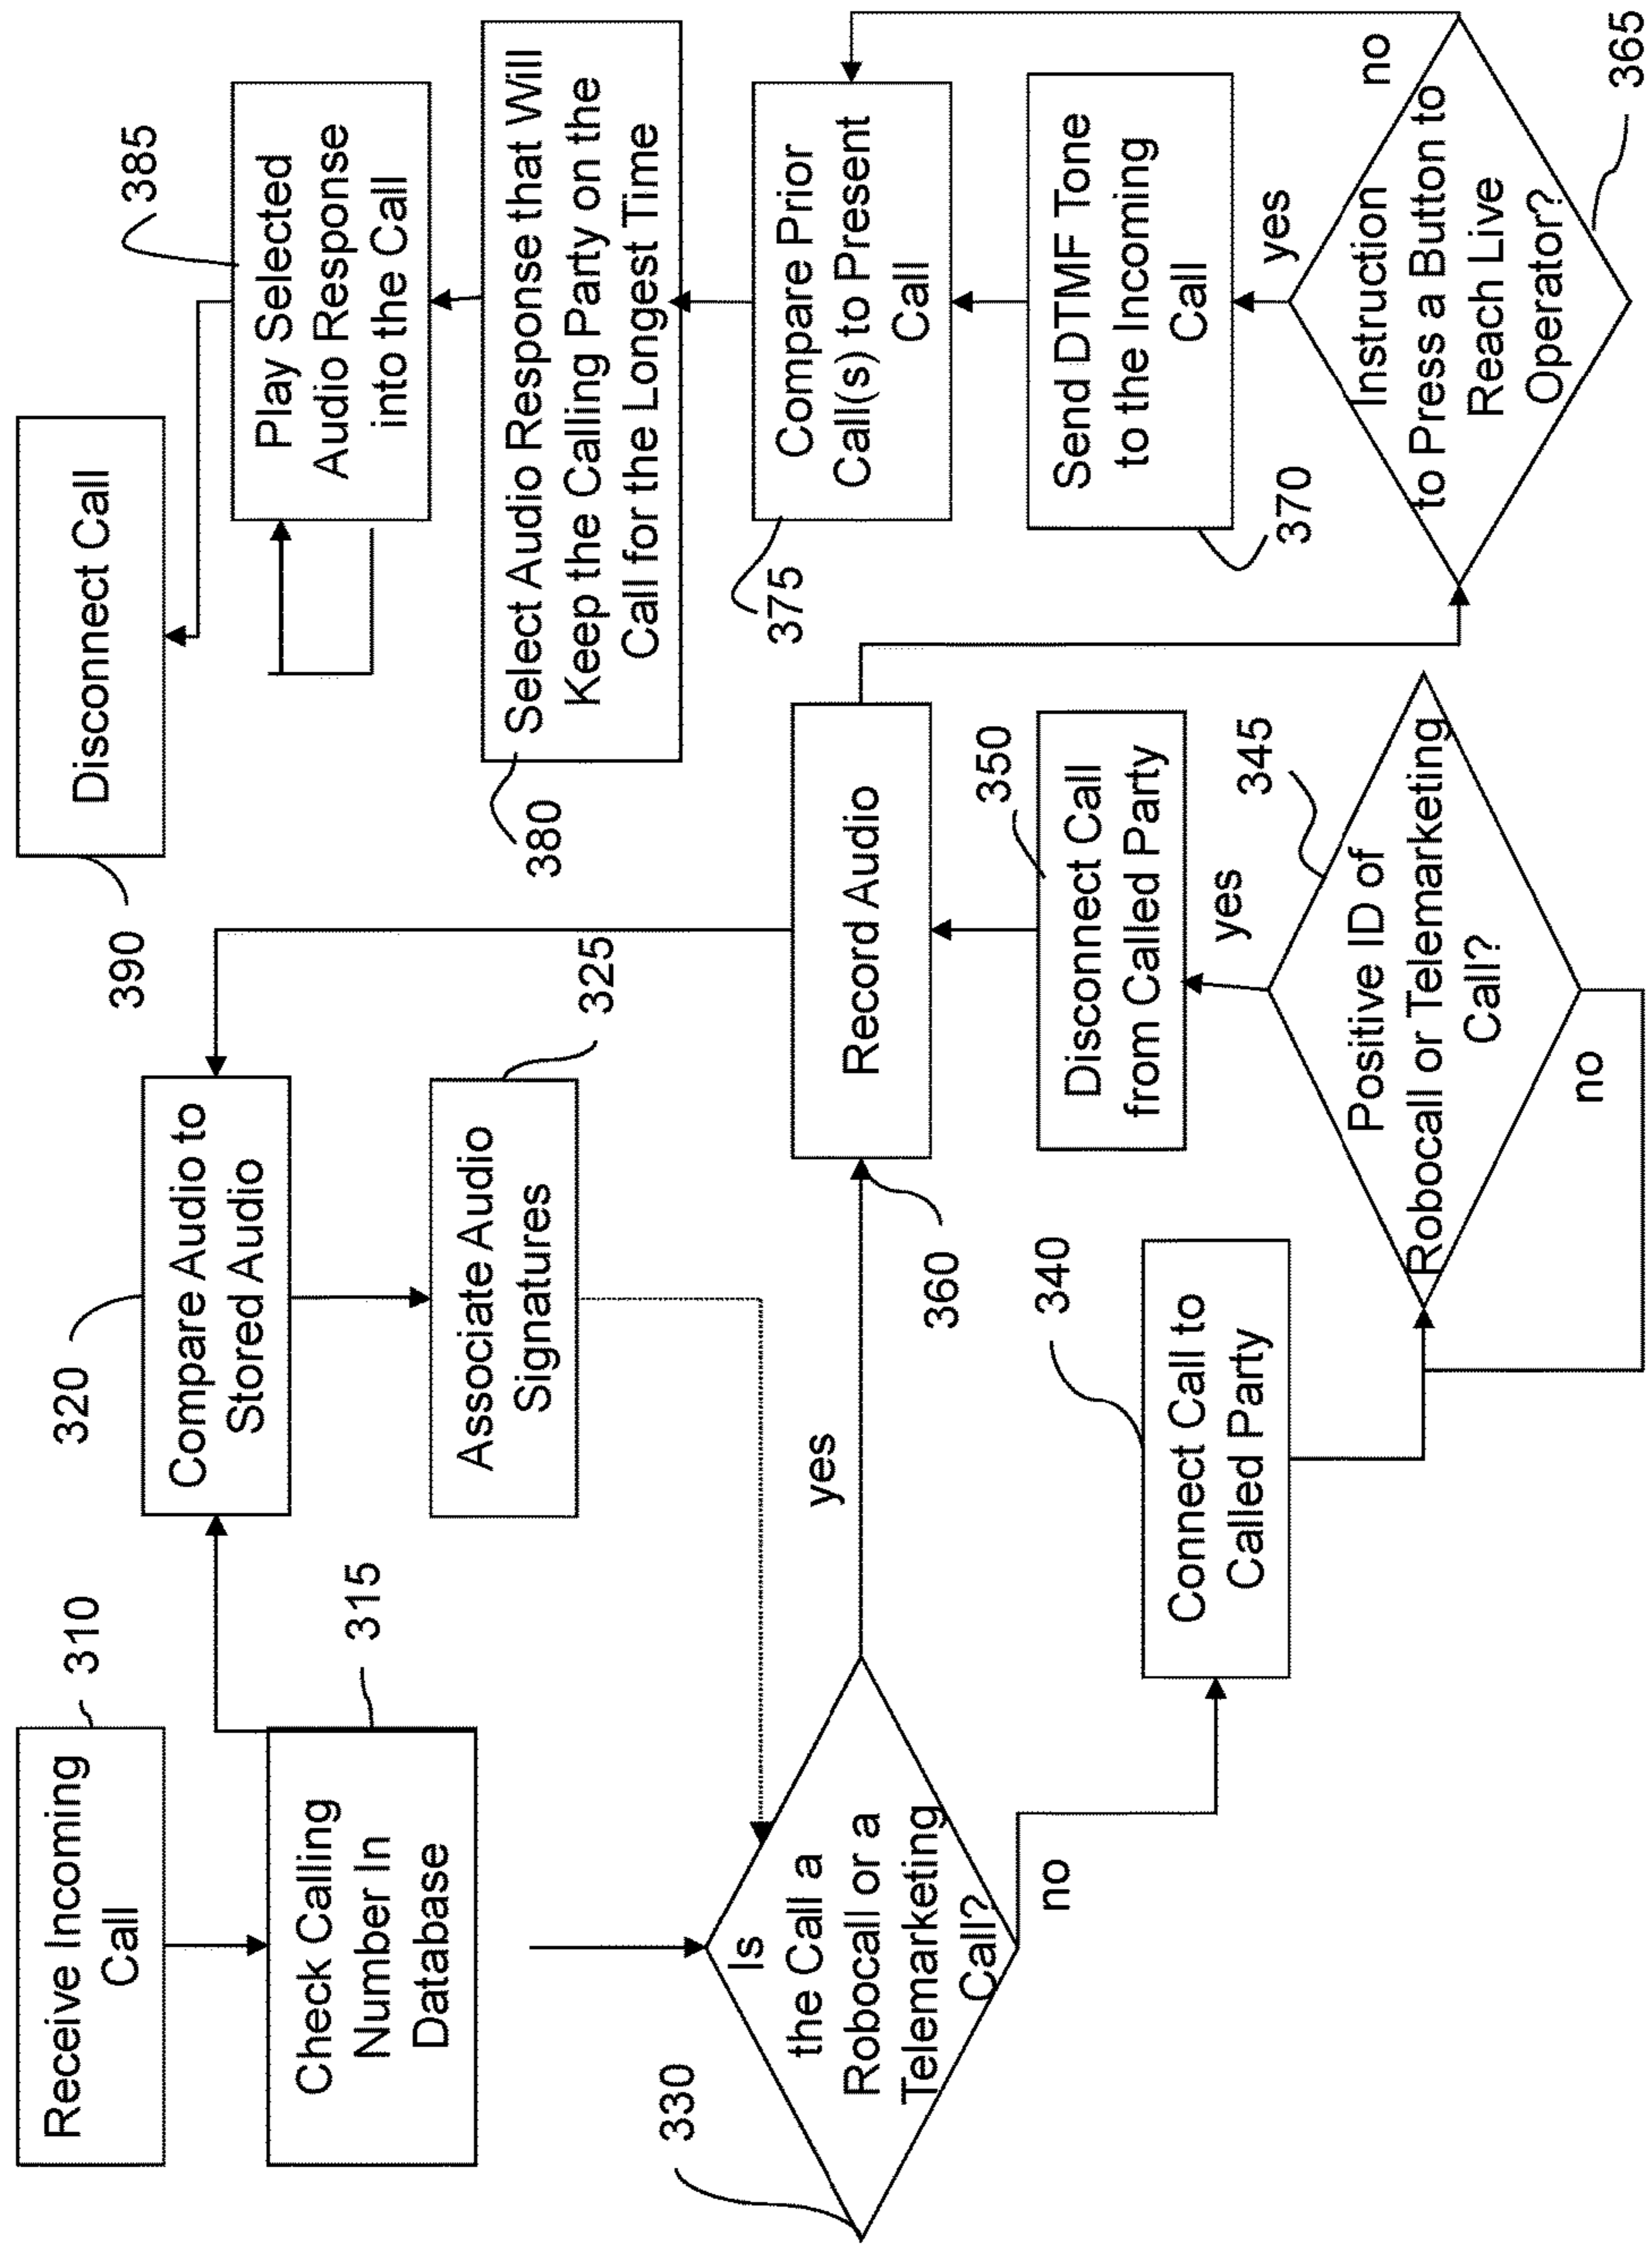 Receive Incoming
Call
310
Check Calling
Number In
Database
315
320
Compare Audio to
Stored Audio
Associate Audio
Signatures
325
330
Is
the Call a
Robocall or a
Telemarketing
Call?
yes
no
340
Connect Call to
Called Party
Positive ID of
Robocall or Telemarketing
Call?
345
yes
no
Disconnect Call
from Called Party
350
Record Audio
360
Instruction
to Press a Button to
Reach Live
Operator?
365
yes
no
Send DTMF Tone
to the Incoming
Call
370
Compare Prior
Call(s) to Present
Call
375
Select Audio Response that Will
Keep the Calling Party on the
Call for the Longest Time
380
Play Selected
Audio Response
into the Call
385
Disconnect Call
390